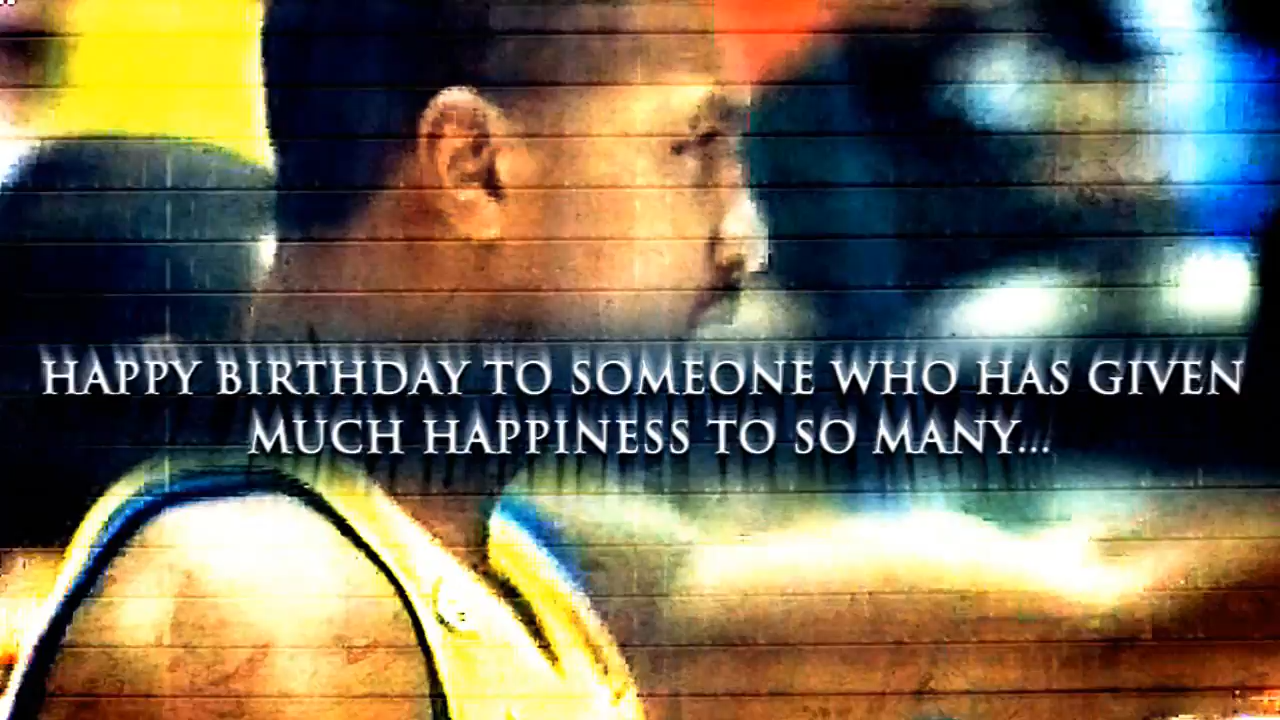 HAPPY BIRTHDAY TO SOMEONE WHO HAS GIVEN
MUCH HAPPINESS TO SO MANY...